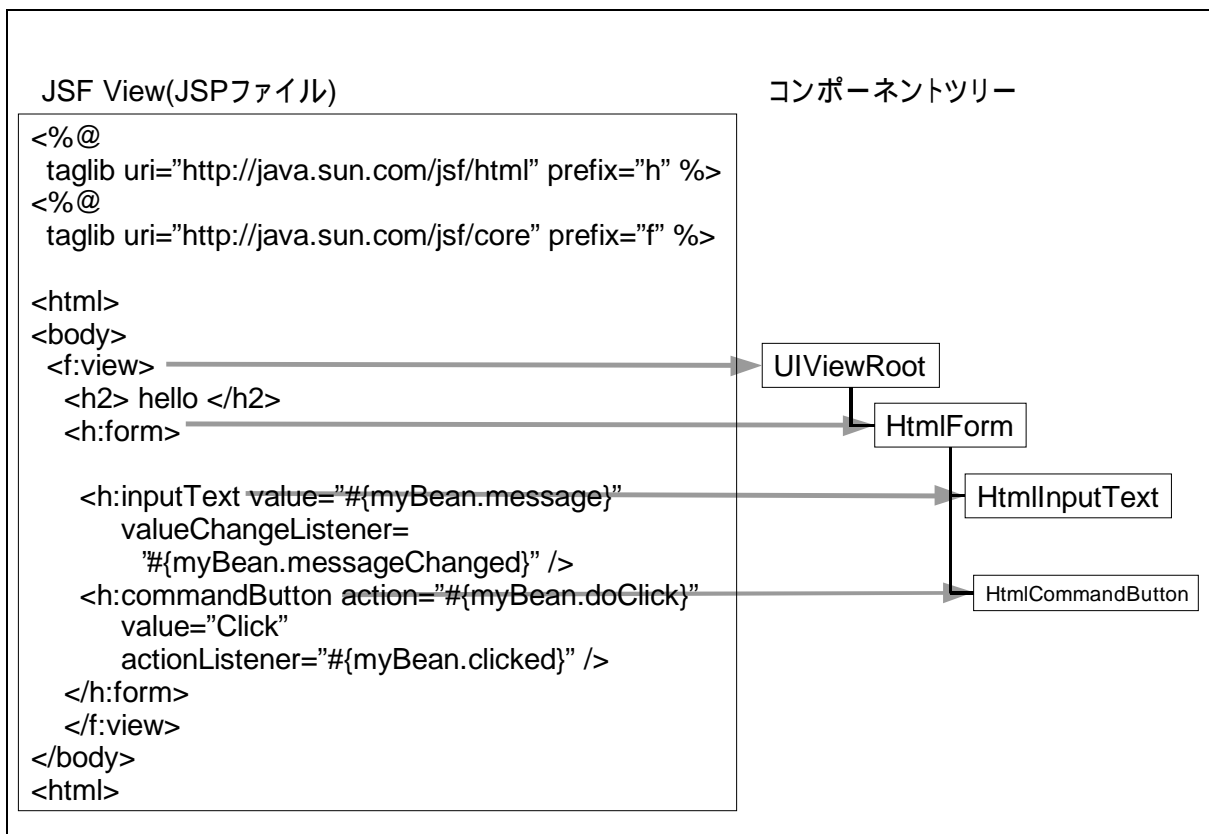 JSF View(JSPファイル)
コンポーネントツリー
<%@
taglib uri=”http://java.sun.com/jsf/html” prefix=”h” %>
<%@
taglib uri=”http://java.sun.com/jsf/core” prefix=”f” %>
<html>
<body>
<f:view>
UIViewRoot
<h2> hello </h2>
<h:form>
HtmlForm
<h:inputText value=”#{myBean.message}”
HtmlInputText
valueChangeListener=
”#{myBean.messageChanged}” />
<h:commandButton action=”#{myBean.doClick}”
HtmlCommandButton
value=”Click”
actionListener=”#{myBean.clicked}” />
</h:form>
</f:view>
</body>
<html>